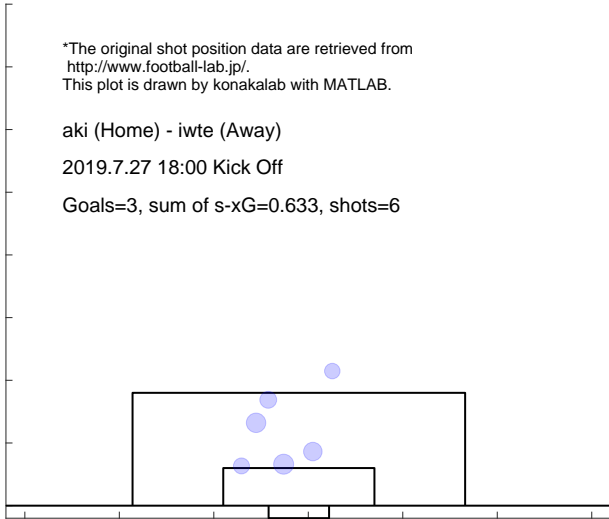 *The original shot position data are retrieved from
http://www.football-lab.jp/.
This plot is drawn by konakalab with MATLAB.
aki (Home) - iwte (Away)
2019.7.27 18:00 Kick Off
Goals=3, sum of s-xG=0.633, shots=6